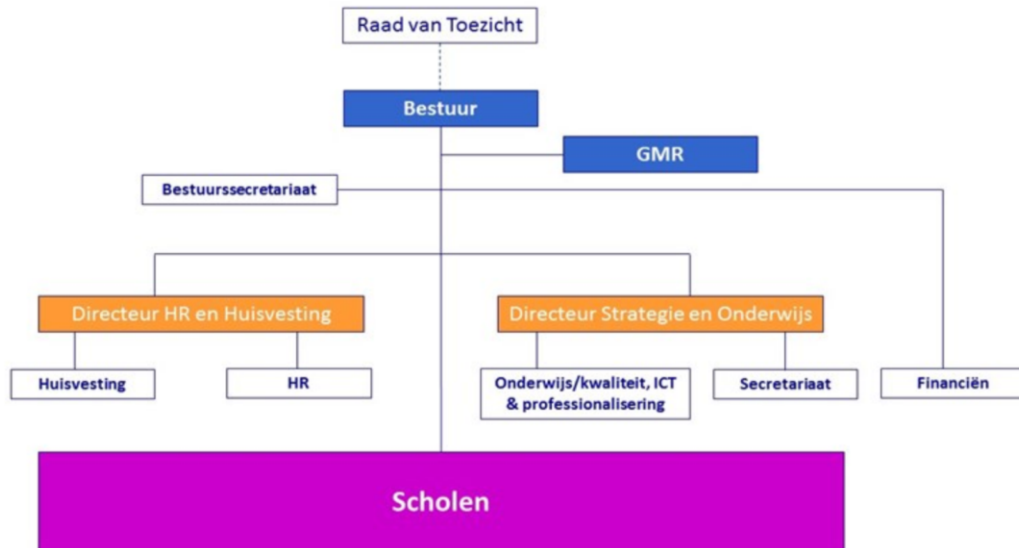 Raad van Toezicht
Bestuur
GMR
Bestuurssecretariaat
Directeur HR en Huisvesting
Directeur Strategie en Onderwijs
Huisvesting
HR
Onderwijs/kwaliteit, ICT
& professionalisering
Secretariaat
Financiën
Scholen